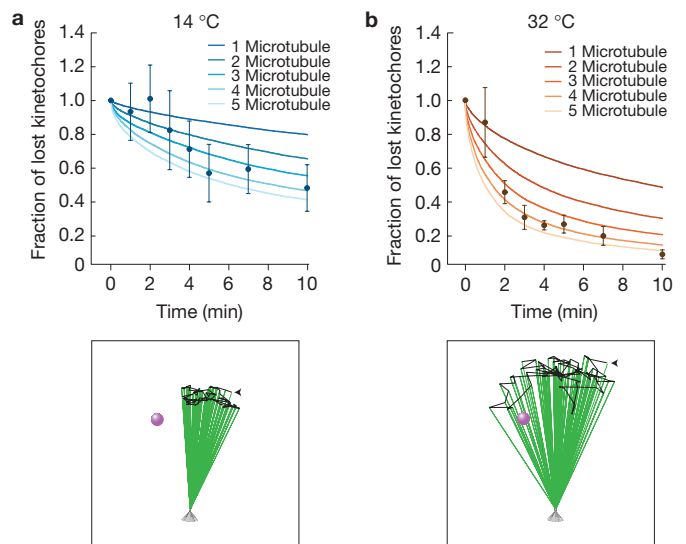 a
14 °C
1.4
1.2
1.0
0.8
0.6
0.4
0.2
0
Fraction of lost kinetochores
1 Microtubule
2 Microtubule
3 Microtubule
4 Microtubule
5 Microtubule
0 2 4 6 8 10
Time (min)
b
32 °C
1.4
1.2
1.0
0.8
0.6
0.4
0.2
0
Fraction of lost kinetochores
1 Microtubule
2 Microtubule
3 Microtubule
4 Microtubule
5 Microtubule
0 2 4 6 8 10
Time (min)